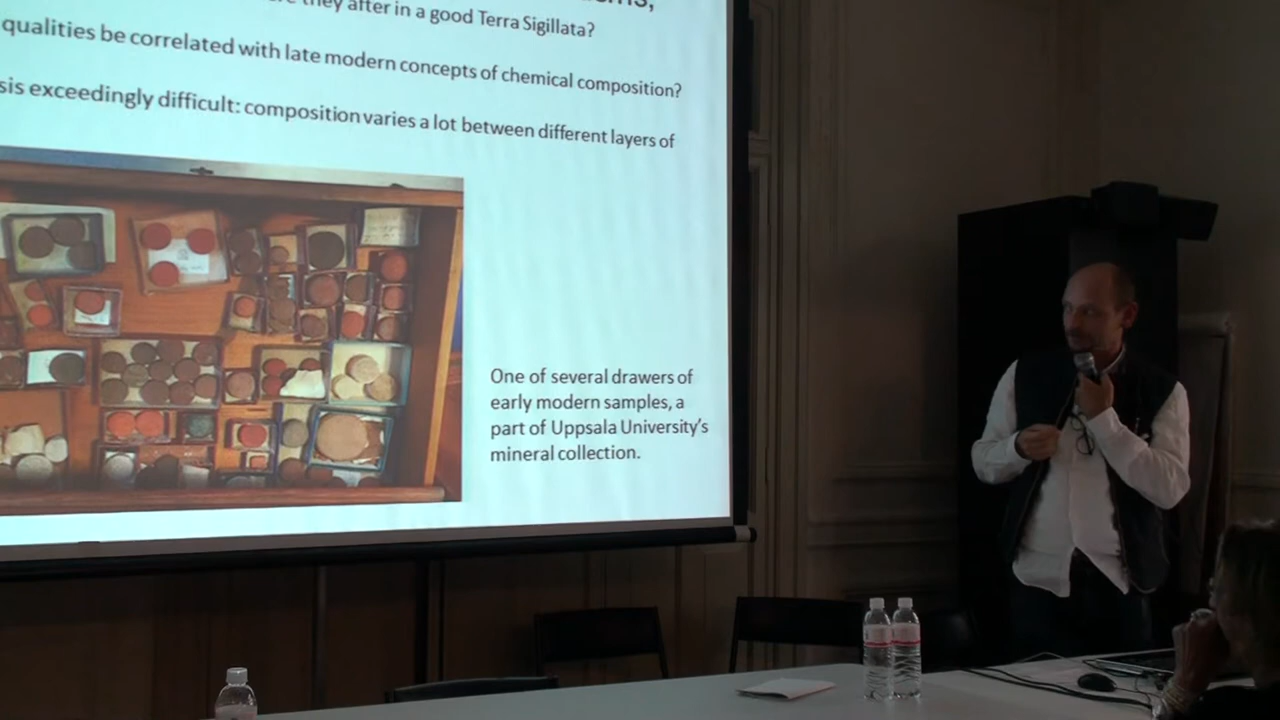 they after in a good Terra Sigillata?
qualities be correlated with late modern concepts of chemical composition?
sis exceedingly difficult: composition varies a lot between different layers of
One of several drawers of
early modern samples, a
part of Uppsala University's
mineral collection.